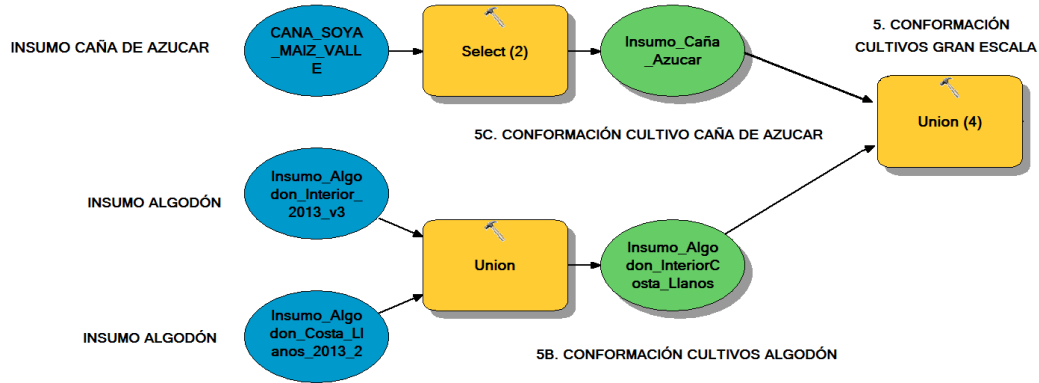 INSUMO CAÑA DE AZUCAR
CANA_SOYA
_MAIZ_VALL
E
Select (2)
Insumo_Caña
_Azucar
5. CONFORMACIÓN
CULTIVOS GRAN ESCALA
Union (4)
5C. CONFORMACIÓN CULTIVO CAÑA DE AZUCAR
INSUMO ALGODÓN
Insumo_Algo
don_Interior_
2013_v3
Union
Insumo_Algo
don_InteriorC
osta_Llanos
INSUMO ALGODÓN
Insumo_Algo
don_Costa_Ll
anos_2013_2
5B. CONFORMACIÓN CULTIVOS ALGODÓN